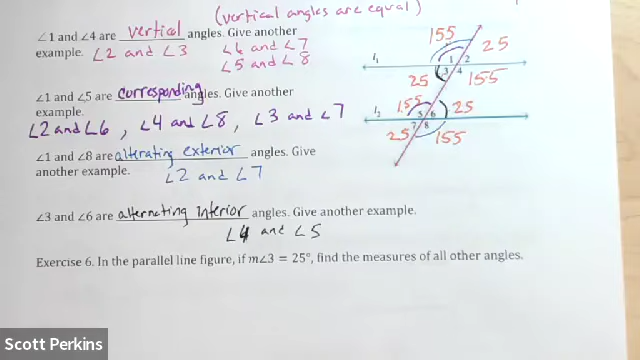 (vertical angles are equal)
∠1 and ∠4 are vertical angles. Give another
example. ∠2 and ∠3 ∠6 and ∠7
∠5 and ∠8
∠1 and ∠5 are corresponding angles. Give another
example.
∠2 and ∠6 , ∠4 and ∠8 , ∠3 and ∠7
∠1 and ∠8 are alterating exterior angles. Give
another example. ∠2 and ∠7
∠3 and ∠6 are alternating interior angles. Give another example.
∠4 and ∠5
Exercise 6. In the parallel line figure, if m∠3 = 25°, find the measures of all other angles.
155
25
l₁ 1 2
3 4
25 155
l₂ 155 5 6 25
25 7 8 155
Scott Perkins